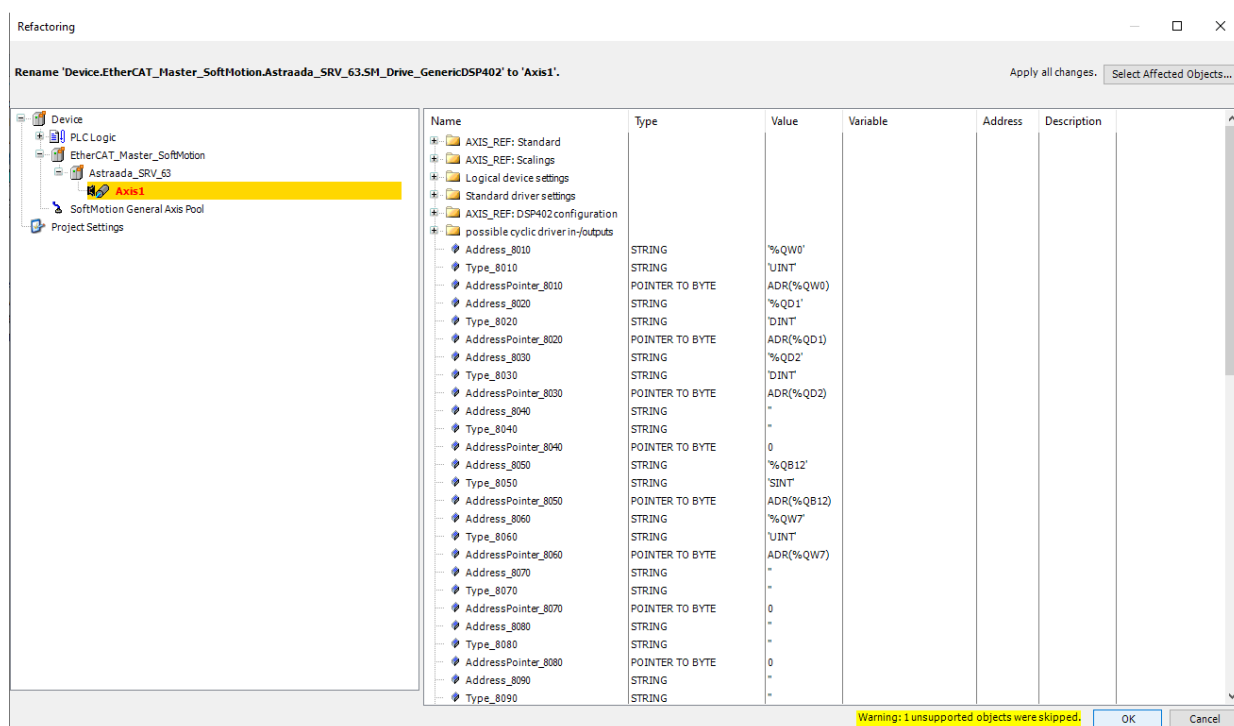 Refactoring
Rename 'Device.EtherCAT_Master_SoftMotion.Astraada_SRV_63.SM_Drive_GenericDSP402' to 'Axis1'.
Apply all changes. Select Affected Objects...
Device
PLC Logic
EtherCAT_Master_SoftMotion
Astraada_SRV_63
Axis1
SoftMotion General Axis Pool
Project Settings
Name Type Value Variable Address Description
AXIS_REF: Standard
AXIS_REF: Scalings
Logical device settings
Standard driver settings
AXIS_REF: DSP402 configuration
possible cyclic driver in-/outputs
Address_8010 STRING '%QW0'
Type_8010 STRING 'UINT'
AddressPointer_8010 POINTER TO BYTE ADR(%QW0)
Address_8020 STRING '%QD1'
Type_8020 STRING 'DINT'
AddressPointer_8020 POINTER TO BYTE ADR(%QD1)
Address_8030 STRING '%QD2'
Type_8030 STRING 'DINT'
AddressPointer_8030 POINTER TO BYTE ADR(%QD2)
Address_8040 STRING ''
Type_8040 STRING ''
AddressPointer_8040 POINTER TO BYTE 0
Address_8050 STRING '%QB12'
Type_8050 STRING 'SINT'
AddressPointer_8050 POINTER TO BYTE ADR(%QB12)
Address_8060 STRING '%QW7'
Type_8060 STRING 'UINT'
AddressPointer_8060 POINTER TO BYTE ADR(%QW7)
Address_8070 STRING ''
Type_8070 STRING ''
AddressPointer_8070 POINTER TO BYTE 0
Address_8080 STRING ''
Type_8080 STRING ''
AddressPointer_8080 POINTER TO BYTE 0
Address_8090 STRING ''
Type_8090 STRING ''
Warning: 1 unsupported objects were skipped. OK Cancel